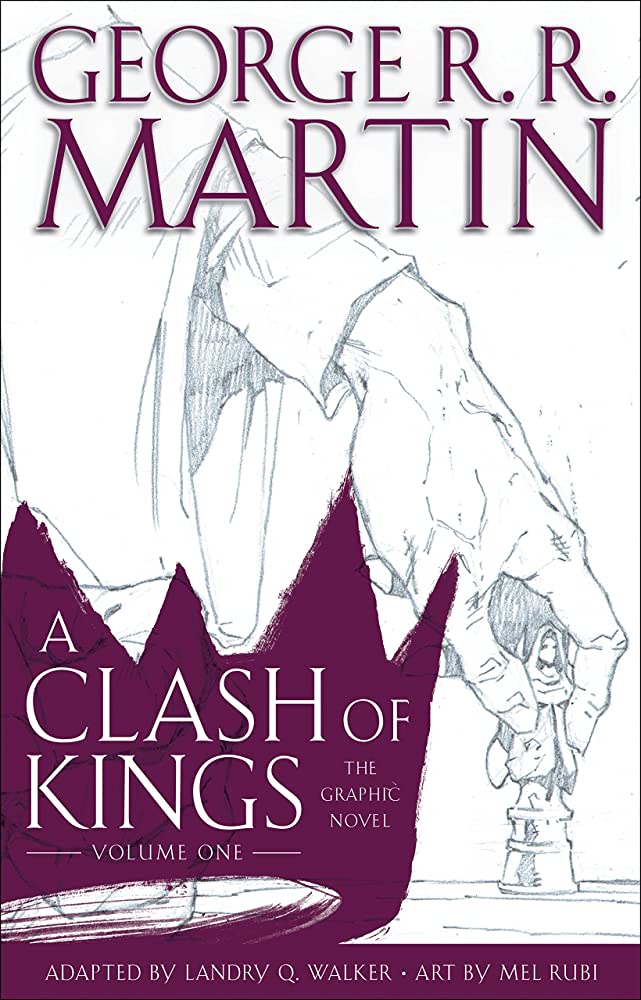 GEORGE R. R.
MARTIN
A
CLASH OF
KINGS
THE
GRAPHIC
NOVEL
VOLUME ONE
ADAPTED BY LANDRY Q. WALKER • ART BY MEL RUBI